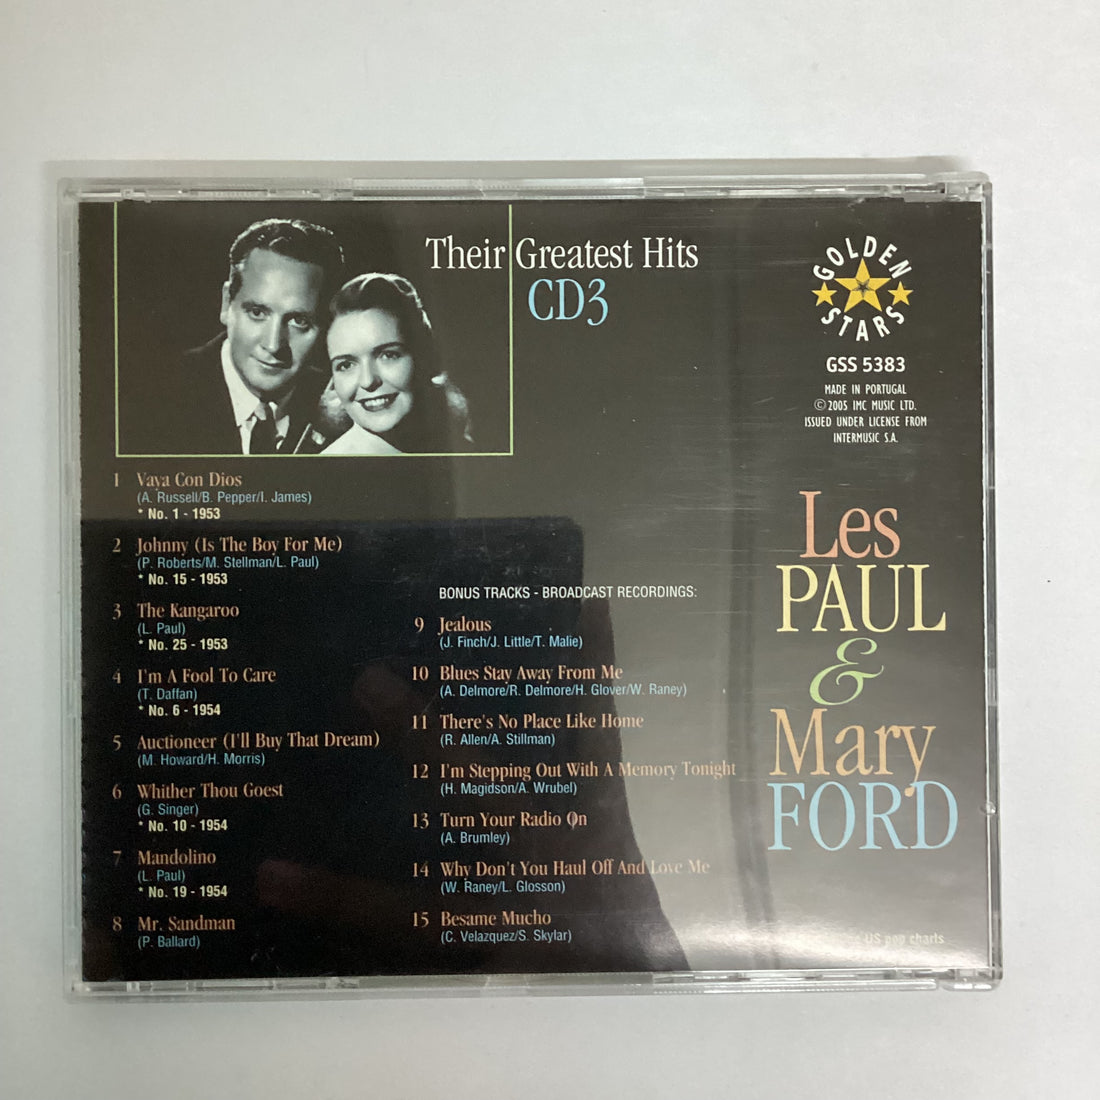 Their Greatest Hits
CD3
GOLDEN
STARS
GSS 5383
MADE IN PORTUGAL
©2005 IMC MUSIC LTD.
ISSUED UNDER LICENSE FROM
INTERMUSIC S.A.
1 Vaya Con Dios
(A. Russell/B. Pepper/I. James)
* No. 1 - 1953
2 Johnny (Is The Boy For Me)
(P. Roberts/M. Stellman/L. Paul)
* No. 15 - 1953
3 The Kangaroo
(L. Paul)
* No. 25 - 1953
4 I'm A Fool To Care
(T. Daffan)
* No. 6 - 1954
5 Auctioneer (I'll Buy That Dream)
(M. Howard/H. Morris)
6 Whither Thou Goest
(G. Singer)
* No. 10 - 1954
7 Mandolino
(L. Paul)
* No. 19 - 1954
8 Mr. Sandman
(P. Ballard)
BONUS TRACKS - BROADCAST RECORDINGS:
9 Jealous
(J. Finch/J. Little/T. Malie)
10 Blues Stay Away From Me
(A. Delmore/R. Delmore/H. Glover/W. Raney)
11 There's No Place Like Home
(R. Allen/A. Stillman)
12 I'm Stepping Out With A Memory Tonight
(H. Magidson/A. Wrubel)
13 Turn Your Radio On
(A. Brumley)
14 Why Don't You Haul Off And Love Me
(W. Raney/L. Glosson)
15 Besame Mucho
(C. Velazquez/S. Skylar)
Les
PAUL
&
Mary
FORD
US pop charts